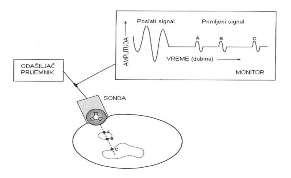 Poslati signal
Primljeni signal
AMPLITUDA
A
B
C
VREME (dubina)
MONITOR
ODAŠILJAČ
PRIJEMNIK
SONDA
A
B
C